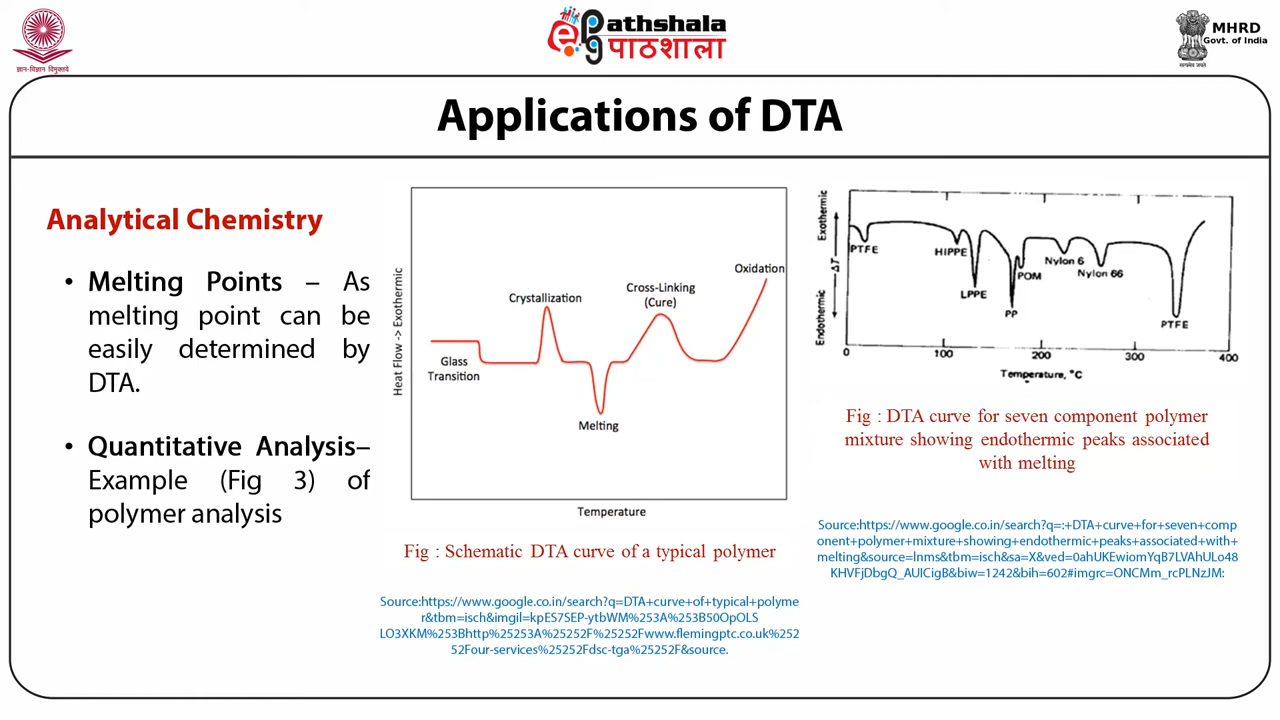 ज्ञान-विज्ञान विमुक्तये
ePg Pathshala
पाठशाला
MHRD
Govt. of India
सत्यमेव जयते
Applications of DTA
Analytical Chemistry
• Melting Points – As
melting point can be
easily determined by
DTA.
• Quantitative Analysis–
Example (Fig 3) of
polymer analysis
Heat Flow -> Exothermic
Glass
Transition
Crystallization
Melting
Cross-Linking
(Cure)
Oxidation
Temperature
Fig : Schematic DTA curve of a typical polymer
Source:https://www.google.co.in/search?q=DTA+curve+of+typical+polyme
r&tbm=isch&imgil=kpES7SEP-ytbWM%253A%253B50OpOLS
LO3XKM%253Bhttp%25253A%25252F%25252Fwww.flemingptc.co.uk%252
52Four-services%25252Fdsc-tga%25252F&source.
Exothermic
ΔT
Endothermic
PTFE
HIPPE
LPPE
PP
POM
Nylon 6
Nylon 66
PTFE
0 100 200 300 400
Temperature, °C
Fig : DTA curve for seven component polymer
mixture showing endothermic peaks associated
with melting
Source:https://www.google.co.in/search?q=:+DTA+curve+for+seven+comp
onent+polymer+mixture+showing+endothermic+peaks+associated+with+
melting&source=lnms&tbm=isch&sa=X&ved=0ahUKEwiomYqB7LVAhULo48
KHVFjDbgQ_AUICigB&biw=1242&bih=602#imgrc=ONCMm_rcPLNzJM: